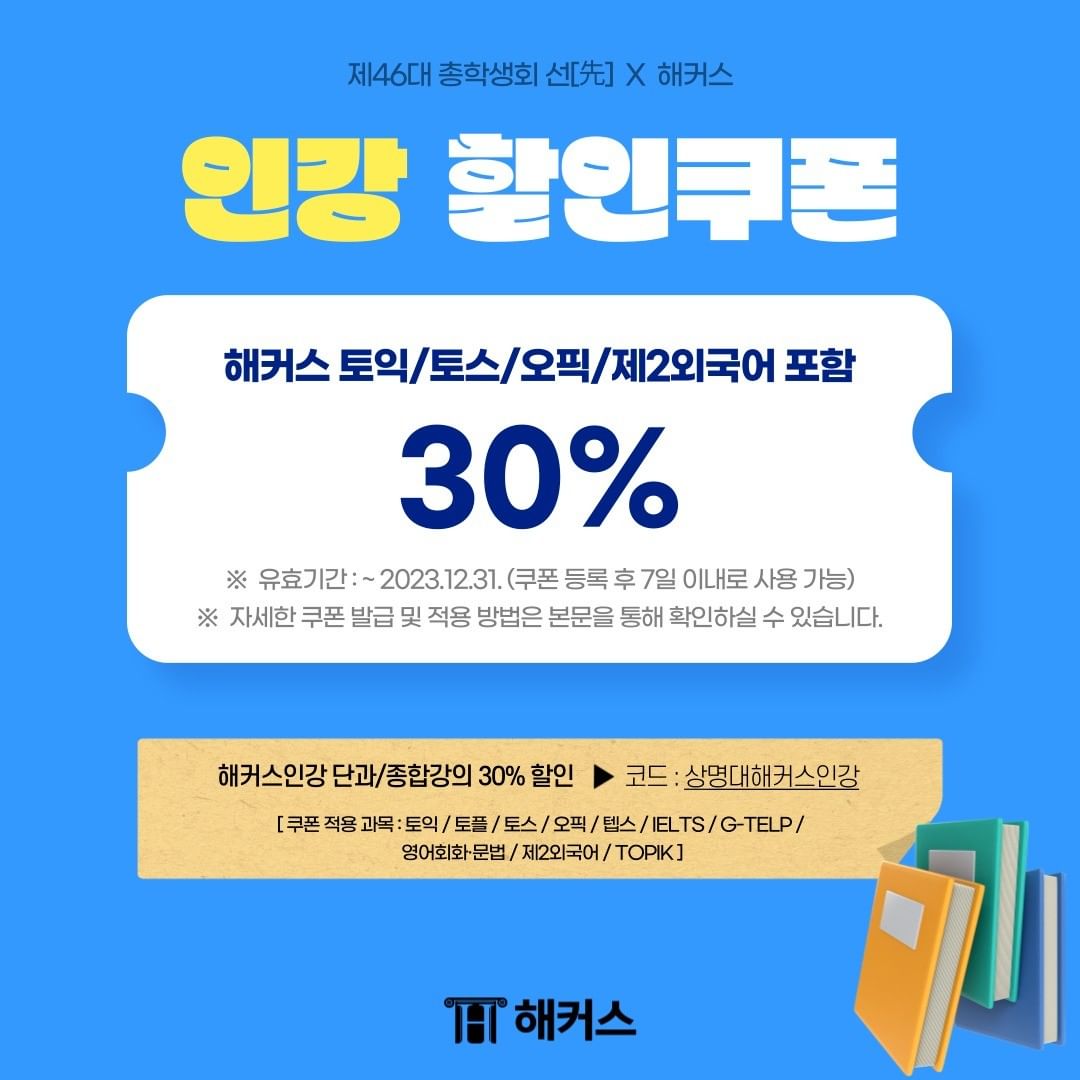 제46대 총학생회 선[先] X 해커스
인강 할인쿠폰
해커스 토익/토스/오픽/제2외국어 포함
30%
※ 유효기간 : ~ 2023.12.31. (쿠폰 등록 후 7일 이내로 사용 가능)
※ 자세한 쿠폰 발급 및 적용 방법은 본문을 통해 확인하실 수 있습니다.
해커스인강 단과/종합강의 30% 할인 ▶ 코드 : 상명대해커스인강
[ 쿠폰 적용 과목 : 토익 / 토플 / 토스 / 오픽 / 텝스 / IELTS / G-TELP /
영어회화·문법 / 제2외국어 / TOPIK ]
해커스